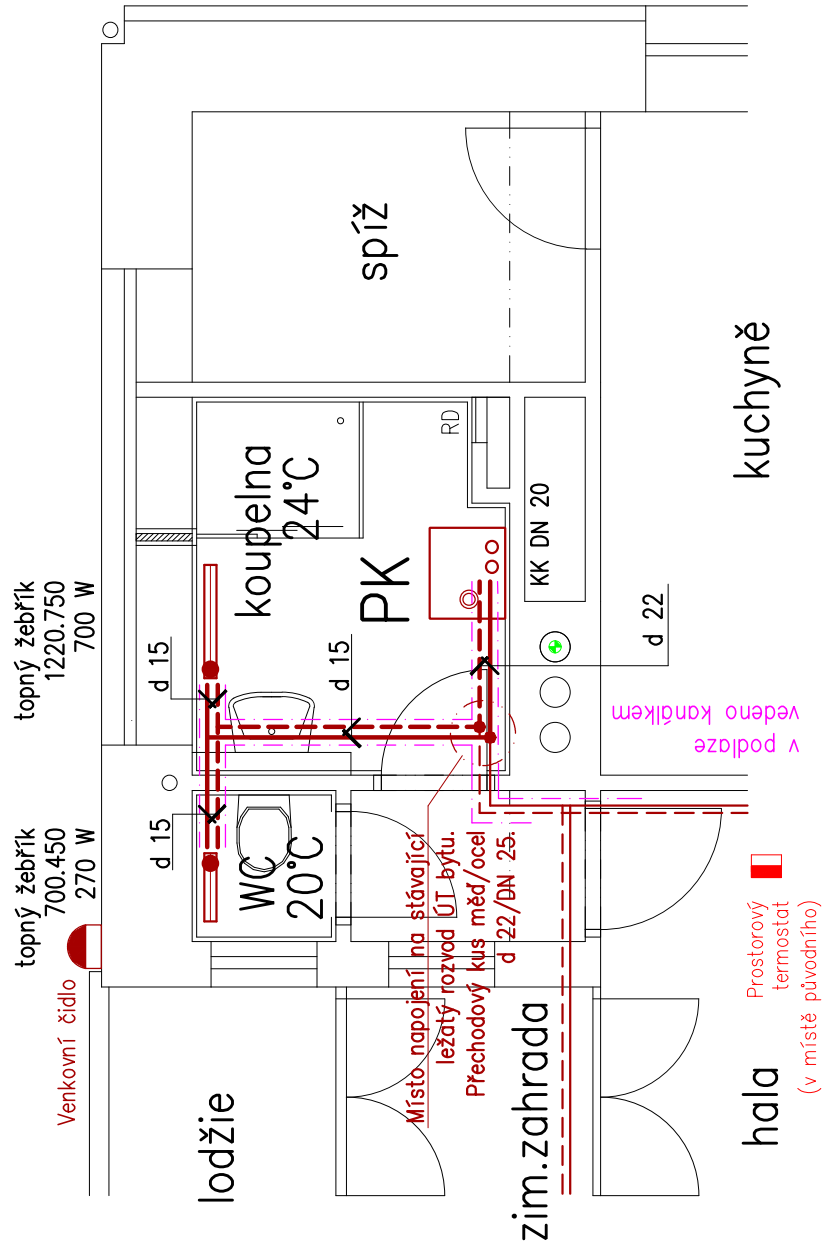 topný žebřík
700.450
270 W
topný žebřík
1220.750
700 W
Venkovní čidlo
d 15
d 15
d 15
d 22
koupelna
24°C
WC
20°C
PK
RD
KK DN 20
spíž
kuchyně
lodžie
zim.zahrada
hala
Místo napojení na stávající
ležatý rozvod ÚT bytu.
Přechodový kus měď/ocel
d 22/DN 25.
v podlaze
vedeno kanálkem
Prostorový
termostat
(v místě původního)